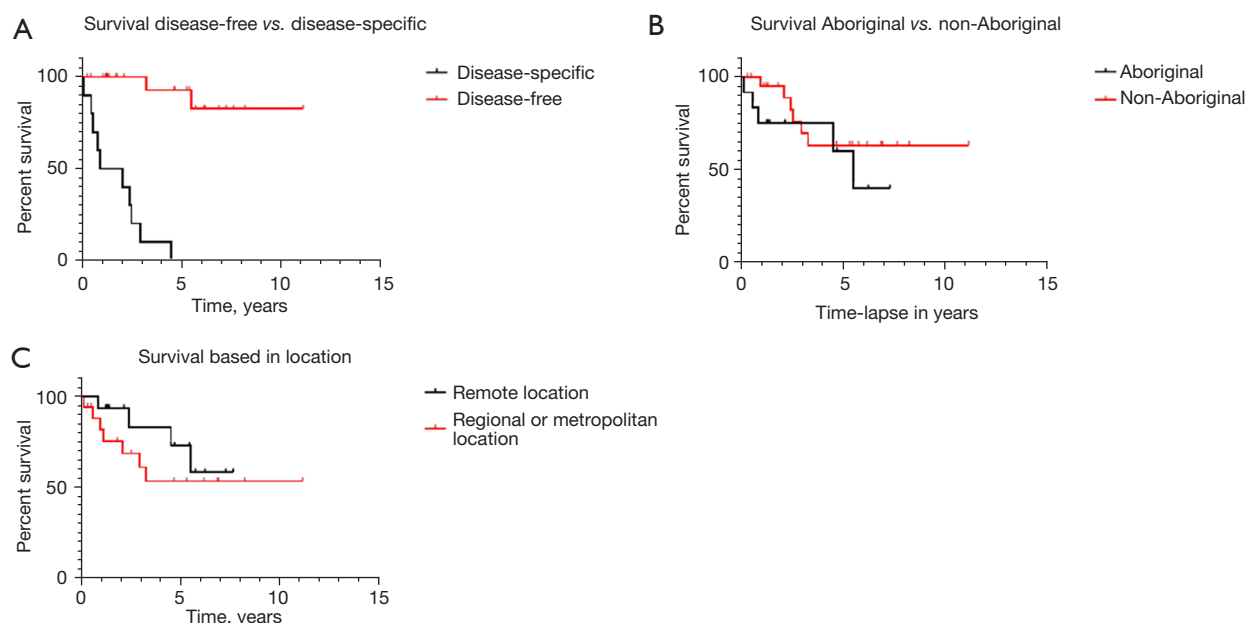 A
Survival disease-free vs. disease-specific
100
50
0
Percent survival
0 5 10 15
Time, years
Disease-specific
Disease-free
B
Survival Aboriginal vs. non-Aboriginal
100
50
0
Percent survival
0 5 10 15
Time-lapse in years
Aboriginal
Non-Aboriginal
C
Survival based in location
100
50
0
Percent survival
0 5 10 15
Time, years
Remote location
Regional or metropolitan
location